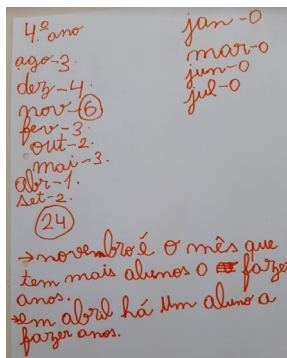 4.º ano
ago-3.
dez-4.
nov-6
fev-3.
out-2.
mai-3.
abr-1.
set-2.
24
jan-0
mar-0
jun-0
jul-0
→novembro é o mês que
tem mais alunos o fazer
anos.
→em abril há um aluno a
fazer anos.